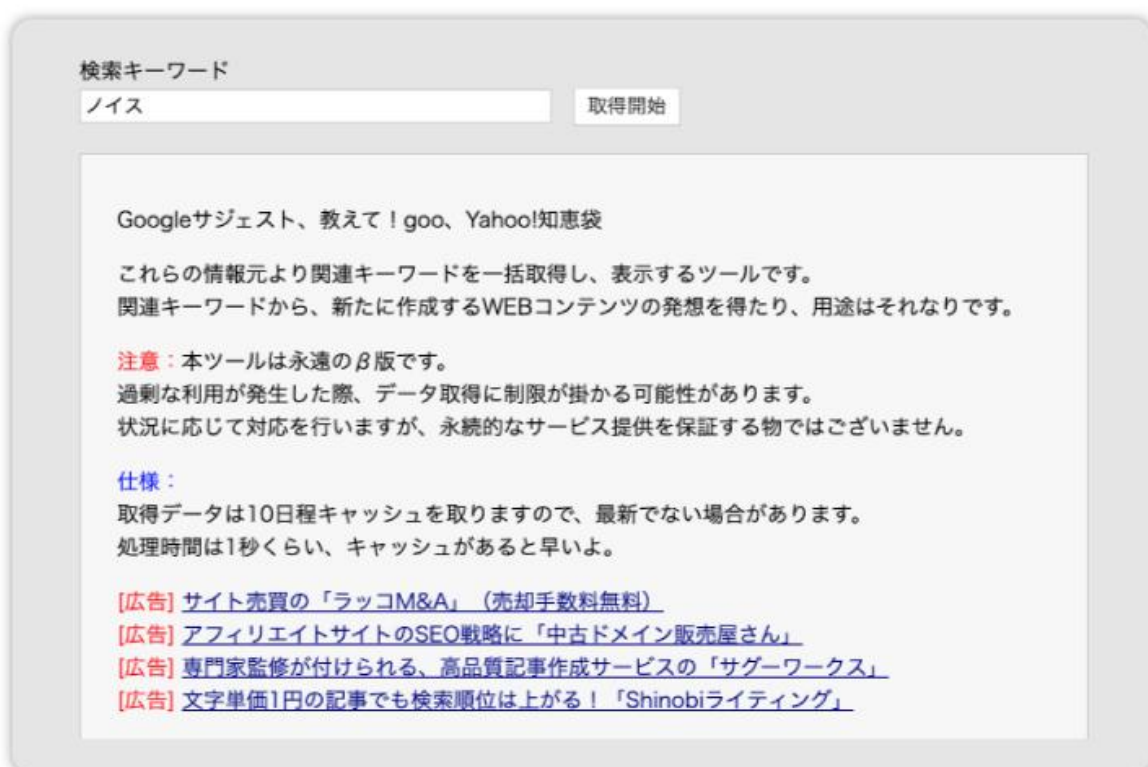 検索キーワード
ノイス 取得開始
Googleサジェスト、教えて!goo、Yahoo!知恵袋
これらの情報元より関連キーワードを一括取得し、表示するツールです。
関連キーワードから、新たに作成するWEBコンテンツの発想を得たり、用途はそれなりです。
注意:本ツールは永遠のβ版です。
過剰な利用が発生した際、データ取得に制限が掛かる可能性があります。
状況に応じて対応を行いますが、永続的なサービス提供を保証する物ではございません。
仕様:
取得データは10日程キャッシュを取りますので、最新でない場合があります。
処理時間は1秒くらい、キャッシュがあると早いよ。
[広告] サイト売買の「ラッコM&A」(売却手数料無料)
[広告] アフィリエイトサイトのSEO戦略に「中古ドメイン販売屋さん」
[広告] 専門家監修が付けられる、高品質記事作成サービスの「サグーワークス」
[広告] 文字単価1円の記事でも検索順位は上がる!「Shinobiライティング」